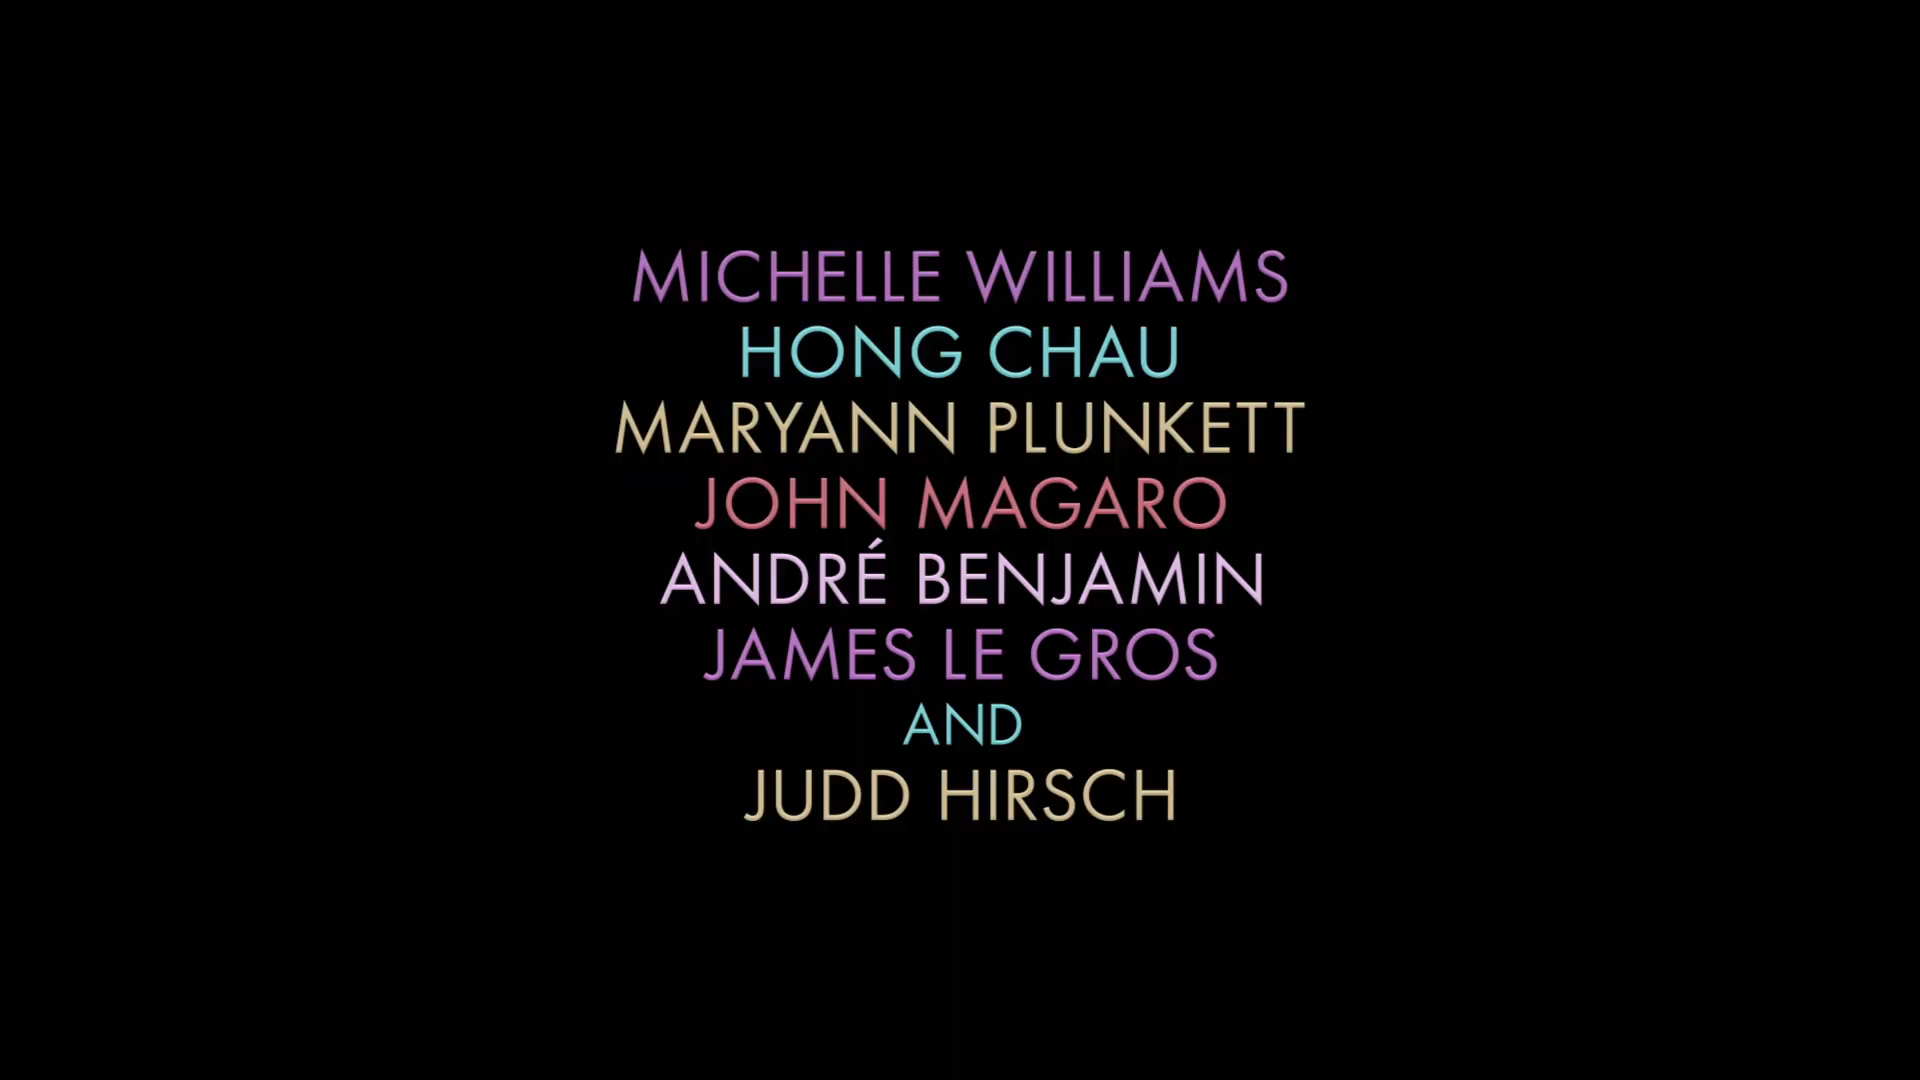 MICHELLE WILLIAMS
HONG CHAU
MARYANN PLUNKETT
JOHN MAGARO
ANDRÉ BENJAMIN
JAMES LE GROS
AND
JUDD HIRSCH